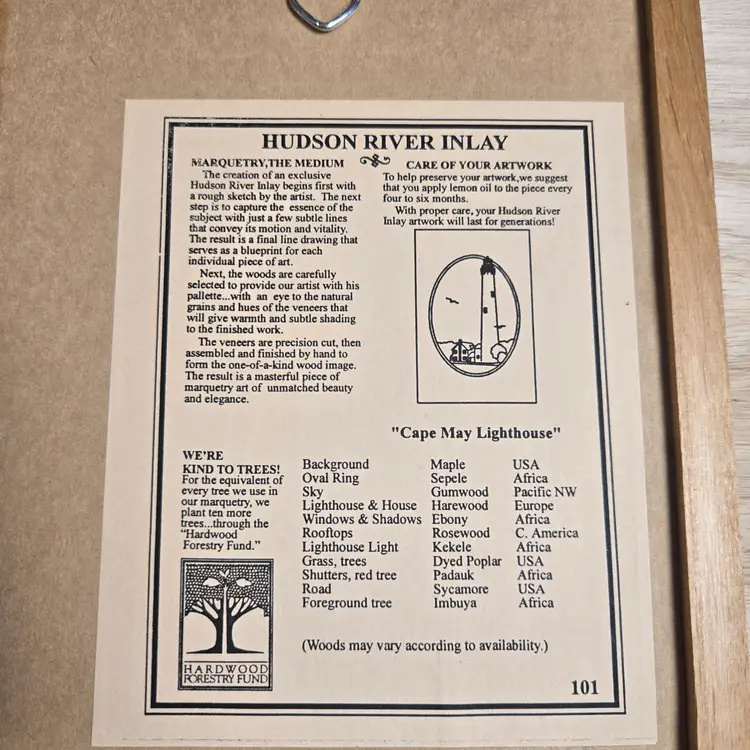 HUDSON RIVER INLAY
MARQUETRY,THE MEDIUM
The creation of an exclusive
Hudson River Inlay begins first with
a rough sketch by the artist. The next
step is to capture the essence of the
subject with just a few subtle lines
that convey its motion and vitality.
The result is a final line drawing that
serves as a blueprint for each
individual piece of art.
Next, the woods are carefully
selected to provide our artist with his
pallette...with an eye to the natural
grains and hues of the veneers that
will give warmth and subtle shading
to the finished work.
The veneers are precision cut, then
assembled and finished by hand to
form the one-of-a-kind wood image.
The result is a masterful piece of
marquetry art of unmatched beauty
and elegance.
CARE OF YOUR ARTWORK
To help preserve your artwork,we suggest
that you apply lemon oil to the piece every
four to six months.
With proper care, your Hudson River
Inlay artwork will last for generations!
"Cape May Lighthouse"
WE'RE
KIND TO TREES!
For the equivalent of
every tree we use in
our marquetry, we
plant ten more
trees...through the
"Hardwood
Forestry Fund."
HARDWOOD
FORESTRY FUND
Background Maple USA
Oval Ring Sepele Africa
Sky Gumwood Pacific NW
Lighthouse & House Harewood Europe
Windows & Shadows Ebony Africa
Rooftops Rosewood C. America
Lighthouse Light Kekele Africa
Grass, trees Dyed Poplar USA
Shutters, red tree Padauk Africa
Road Sycamore USA
Foreground tree Imbuya Africa
(Woods may vary according to availability.)
101